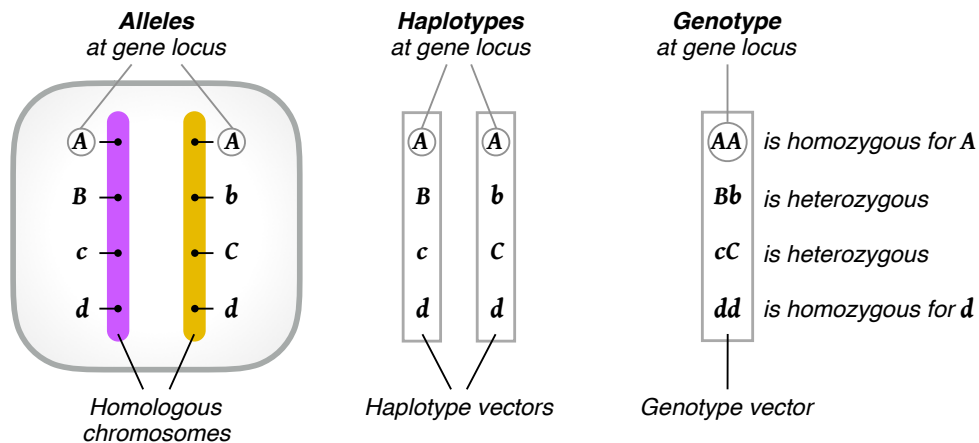 Alleles
at gene locus
A
A
B
b
c
C
d
d
Homologous
chromosomes
Haplotypes
at gene locus
A
A
B
b
c
C
d
d
Haplotype vectors
Genotype
at gene locus
AA is homozygous for A
Bb is heterozygous
cC is heterozygous
dd is homozygous for d
Genotype vector